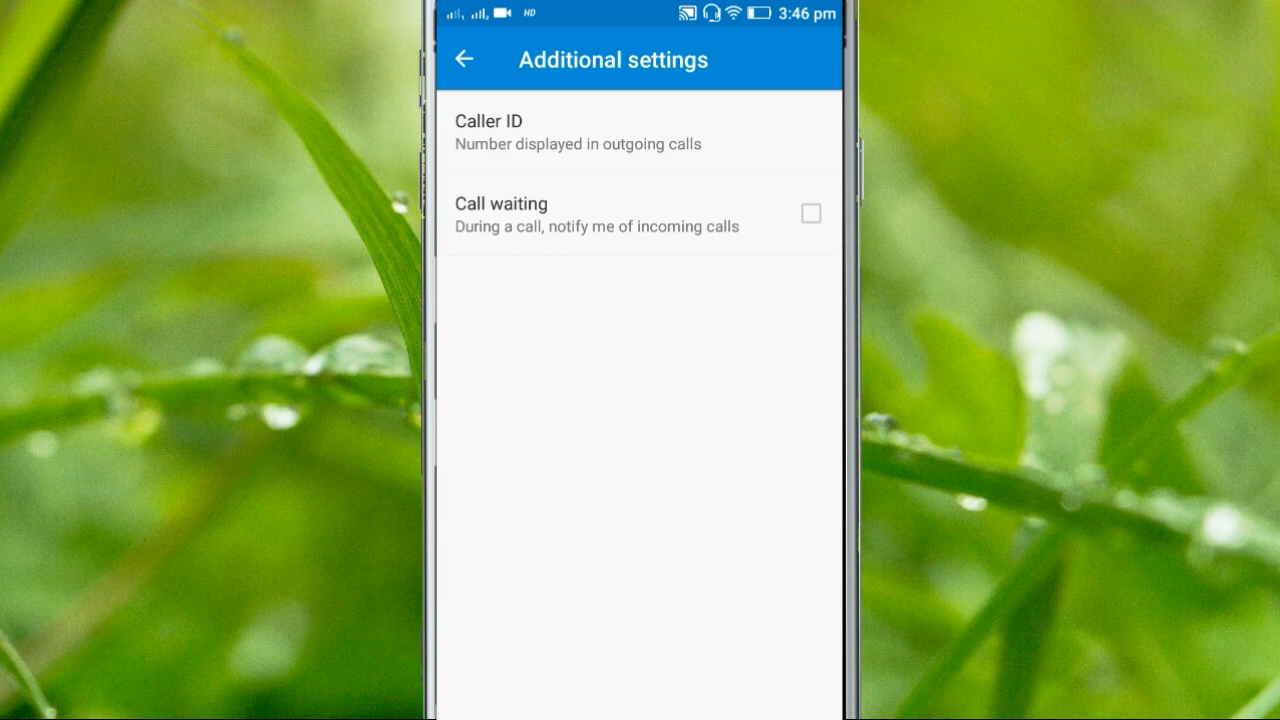 HD
3:46 pm
Additional settings
Caller ID
Number displayed in outgoing calls
Call waiting
During a call, notify me of incoming calls